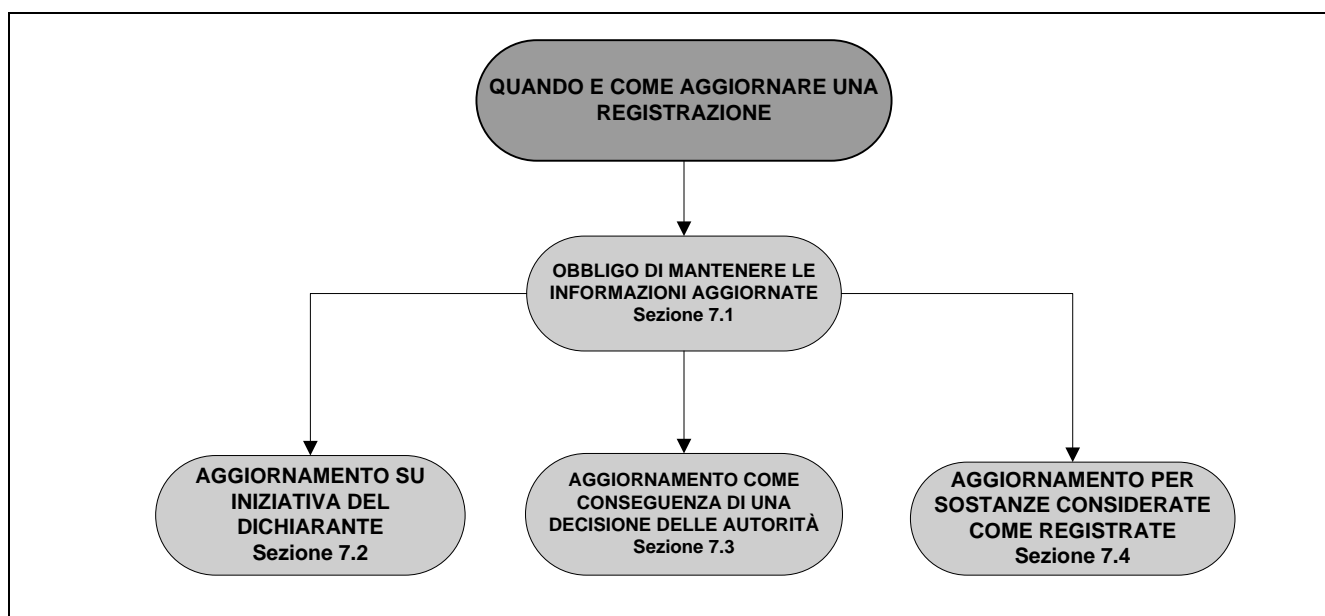 QUANDO E COME AGGIORNARE UNA
REGISTRAZIONE
OBBLIGO DI MANTENERE LE
INFORMAZIONI AGGIORNATE
Sezione 7.1
AGGIORNAMENTO SU
INIZIATIVA DEL
DICHIARANTE
Sezione 7.2
AGGIORNAMENTO COME
CONSEGUENZA DI UNA
DECISIONE DELLE AUTORITÀ
Sezione 7.3
AGGIORNAMENTO PER
SOSTANZE CONSIDERATE
COME REGISTRATE
Sezione 7.4